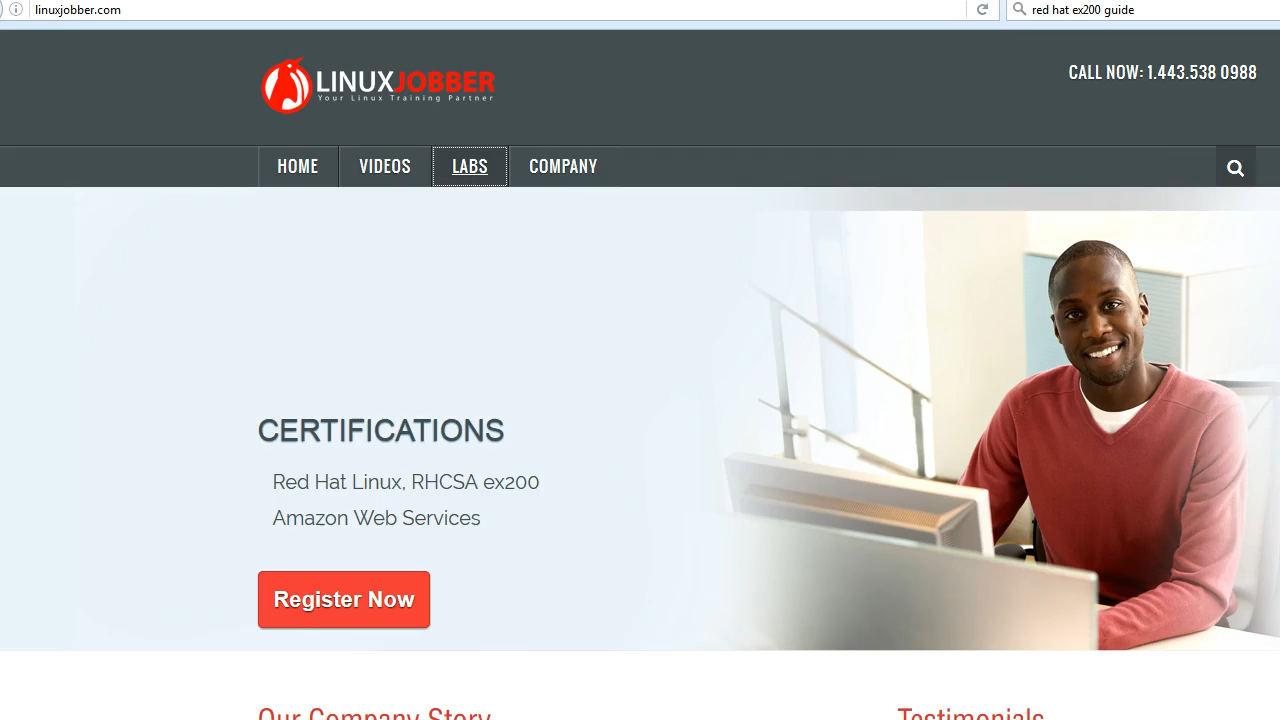 linuxjobber.com
red hat ex200 guide
LINUXJOBBER
Your Linux Training Partner
CALL NOW: 1.443.538 0988
HOME VIDEOS LABS COMPANY
CERTIFICATIONS
Red Hat Linux, RHCSA ex200
Amazon Web Services
Register Now
Our Company Story
Testimonials